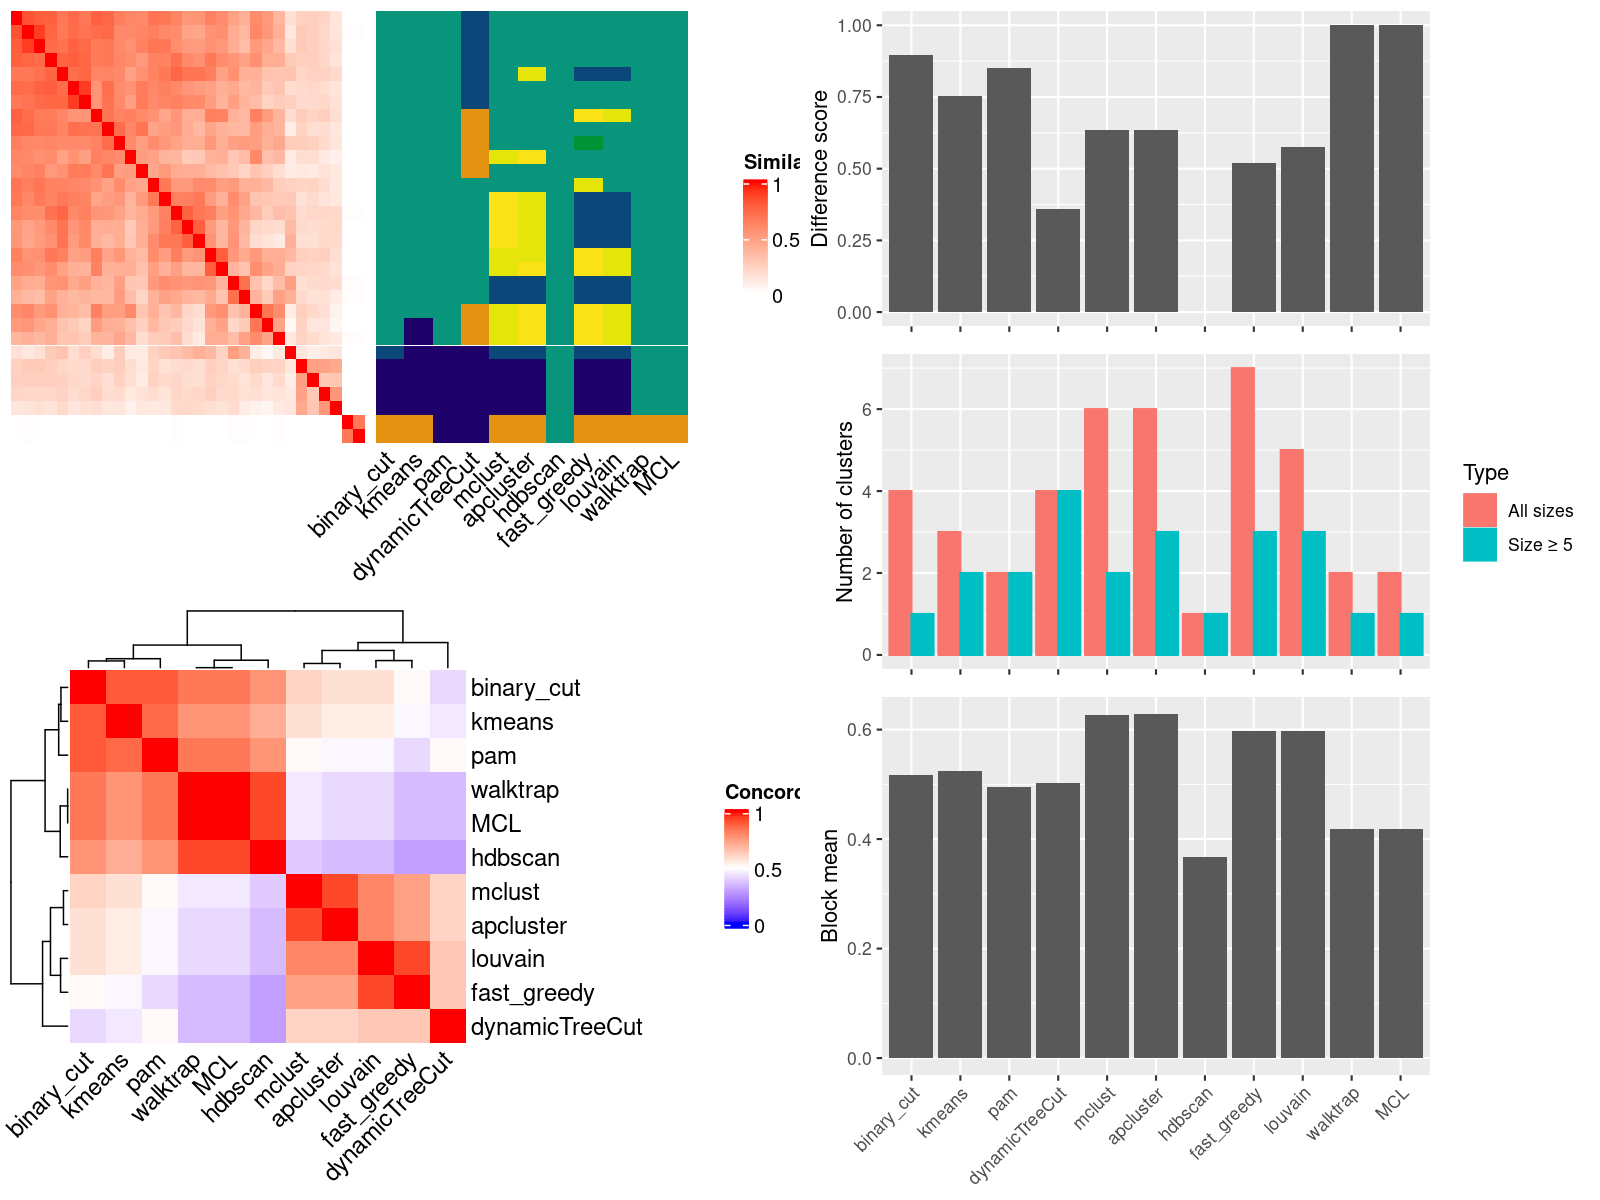 Simila
1
0.5
0
binary_cut
kmeans
pam
dynamicTreeCut
mclust
apcluster
hdbscan
fast_greedy
louvain
walktrap
MCL
Difference score
1.00
0.75
0.50
0.25
0.00
Number of clusters
6
4
2
0
Type
All sizes
Size ≥ 5
binary_cut
kmeans
pam
walktrap
MCL
hdbscan
mclust
apcluster
louvain
fast_greedy
dynamicTreeCut
binary_cut
kmeans
pam
walktrap
MCL
hdbscan
mclust
apcluster
louvain
fast_greedy
dynamicTreeCut
Concord
1
0.5
0
Block mean
0.6
0.4
0.2
0.0
binary_cut
kmeans
pam
dynamicTreeCut
mclust
apcluster
hdbscan
fast_greedy
louvain
walktrap
MCL